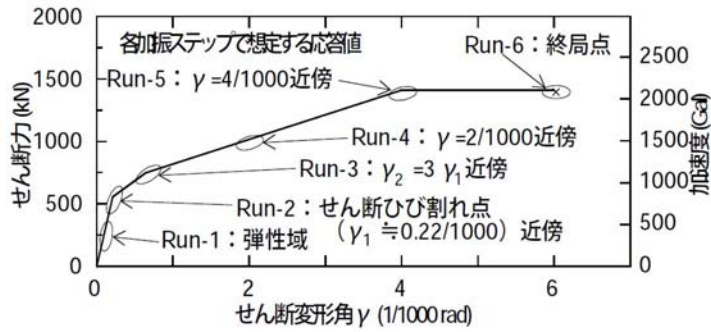 2000
1500
1000
500
0
せん断力 (kN)
各加振ステップで想定する応答値
Run-6：終局点
Run-5： γ =4/1000近傍
Run-4： γ =2/1000近傍
Run-3： γ2 =3 γ1近傍
Run-2：せん断ひび割れ点
（γ1 ≒0.22/1000）近傍
Run-1：弾性域
2500
2000
1500
1000
500
0
加速度 (Gal)
0 2 4 6
せん断変形角 γ (1/1000 rad)